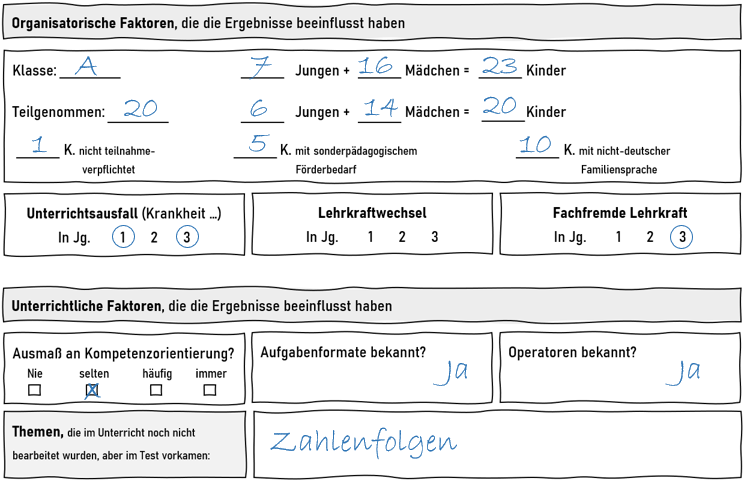 Organisatorische Faktoren, die die Ergebnisse beeinflusst haben
Klasse: A 7 Jungen + 16 Mädchen = 23 Kinder
Teilgenommen: 20 6 Jungen + 14 Mädchen = 20 Kinder
1 K. nicht teilnahme- 5 K. mit sonderpädagogischem 10 K. mit nicht-deutscher
verpflichtet Förderbedarf Familiensprache
Unterrichtsausfall (Krankheit ...) Lehrkraftwechsel Fachfremde Lehrkraft
In Jg. 1 2 3 In Jg. 1 2 3 In Jg. 1 2 3
Unterrichtliche Faktoren, die die Ergebnisse beeinflusst haben
Ausmaß an Kompetenzorientierung? Aufgabenformate bekannt? Operatoren bekannt?
Nie selten häufig immer Ja Ja
X
Themen, die im Unterricht noch nicht
bearbeitet wurden, aber im Test vorkamen:
Zahlenfolgen